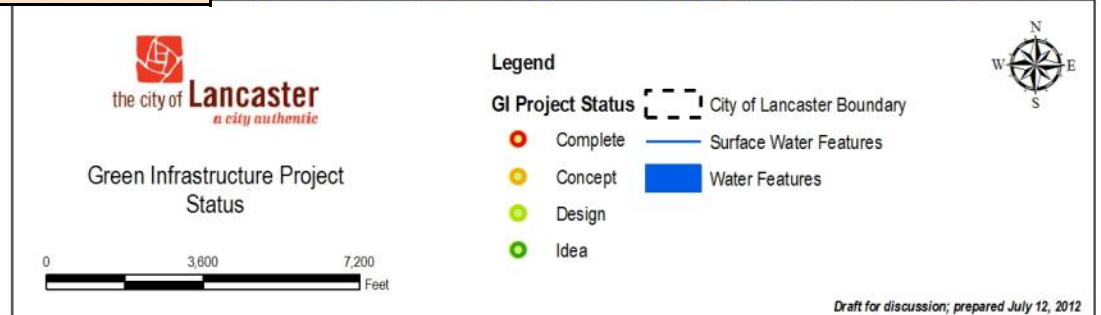 the city of Lancaster
a city authentic
Green Infrastructure Project
Status
0 3,600 7,200
Feet
Legend
GI Project Status
Complete
Concept
Design
Idea
City of Lancaster Boundary
Surface Water Features
Water Features
N
W E
S
Draft for discussion; prepared July 12, 2012